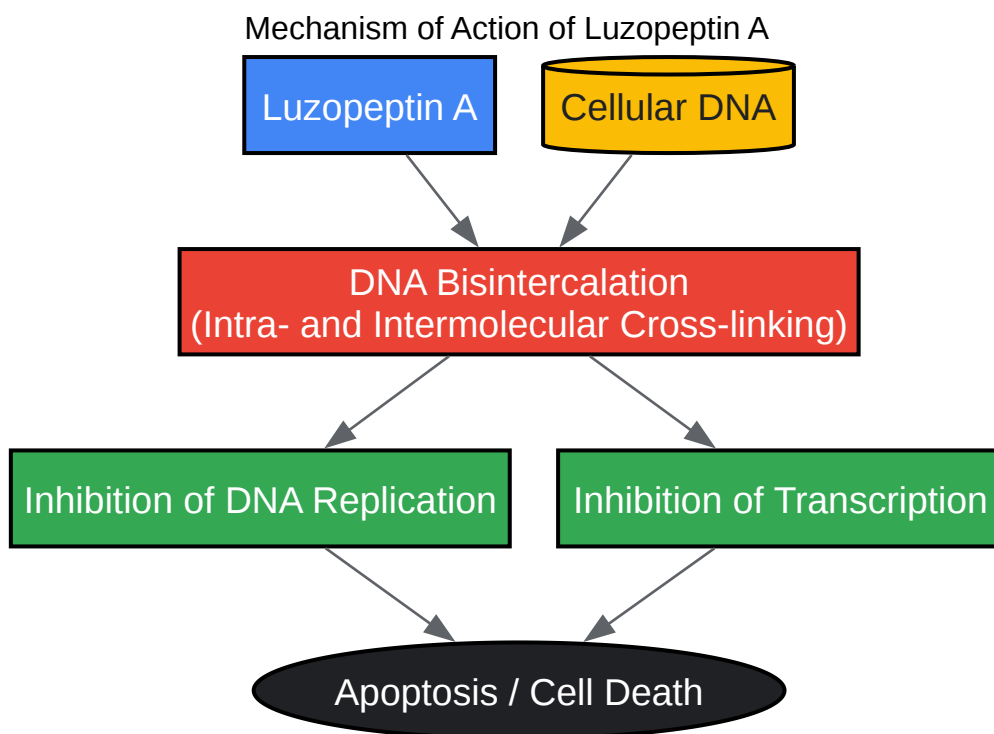 Mechanism of Action of Luzopeptin A
Luzopeptin A
Cellular DNA
DNA Bisintercalation
(Intra- and Intermolecular Cross-linking)
Inhibition of DNA Replication
Inhibition of Transcription
Apoptosis / Cell Death